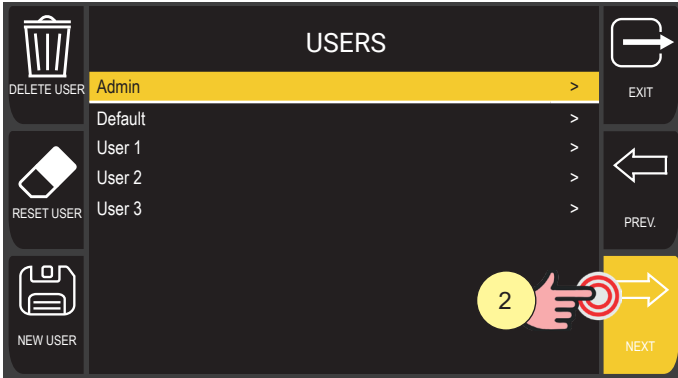 USERS
DELETE USER
Admin >
EXIT
Default >
User 1 >
User 2 >
RESET USER
User 3 >
PREV.
2
NEW USER
NEXT